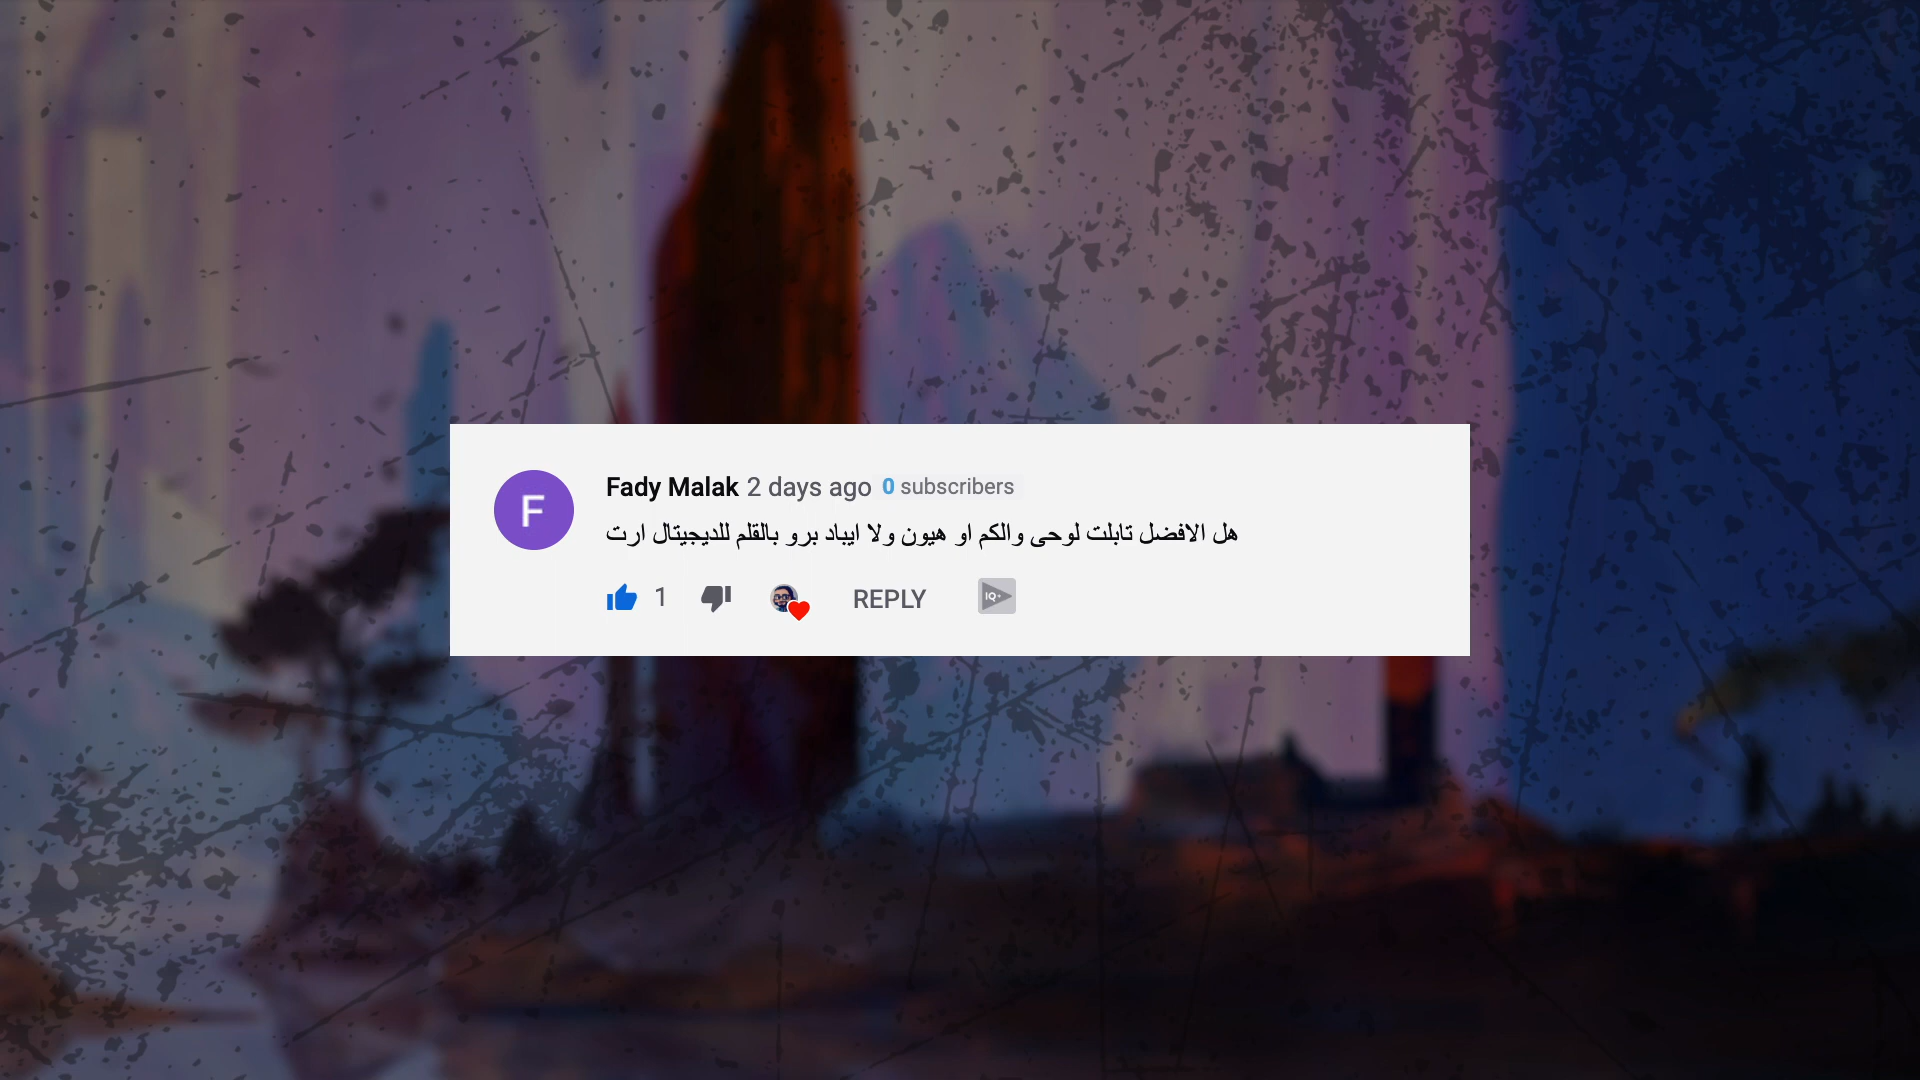 F
Fady Malak 2 days ago 0 subscribers
هل الافضل تابلت لوحى والكم او هيون ولا ايباد برو بالقلم للديجيتال ارت
1 REPLY IQ+